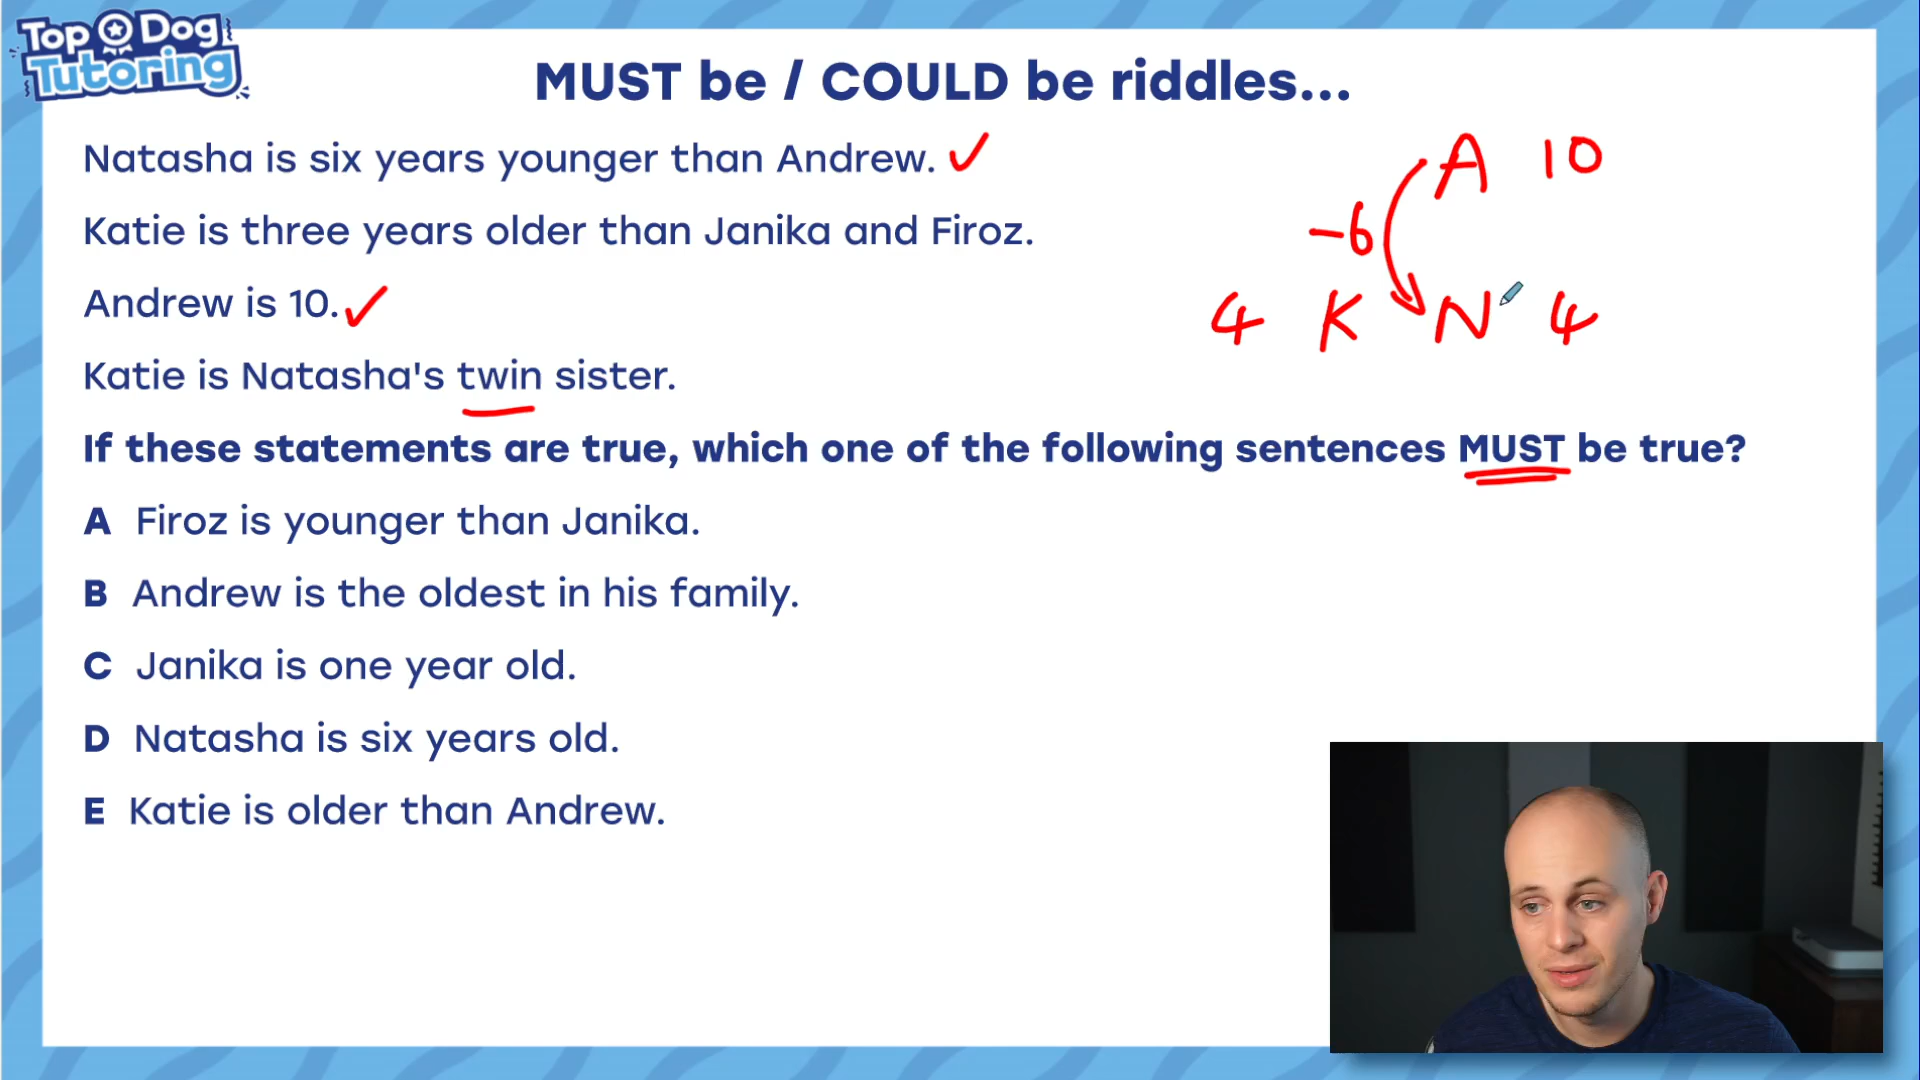 Top Dog
Tutoring
MUST be / COULD be riddles...
Natasha is six years younger than Andrew.
A 10
Katie is three years older than Janika and Firoz.
-6
Andrew is 10.
4 K N 4
Katie is Natasha's twin sister.
If these statements are true, which one of the following sentences MUST be true?
A Firoz is younger than Janika.
B Andrew is the oldest in his family.
C Janika is one year old.
D Natasha is six years old.
E Katie is older than Andrew.